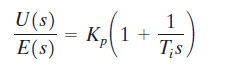 U(s)/E(s) = K_p(1 + 1/(T_i s))